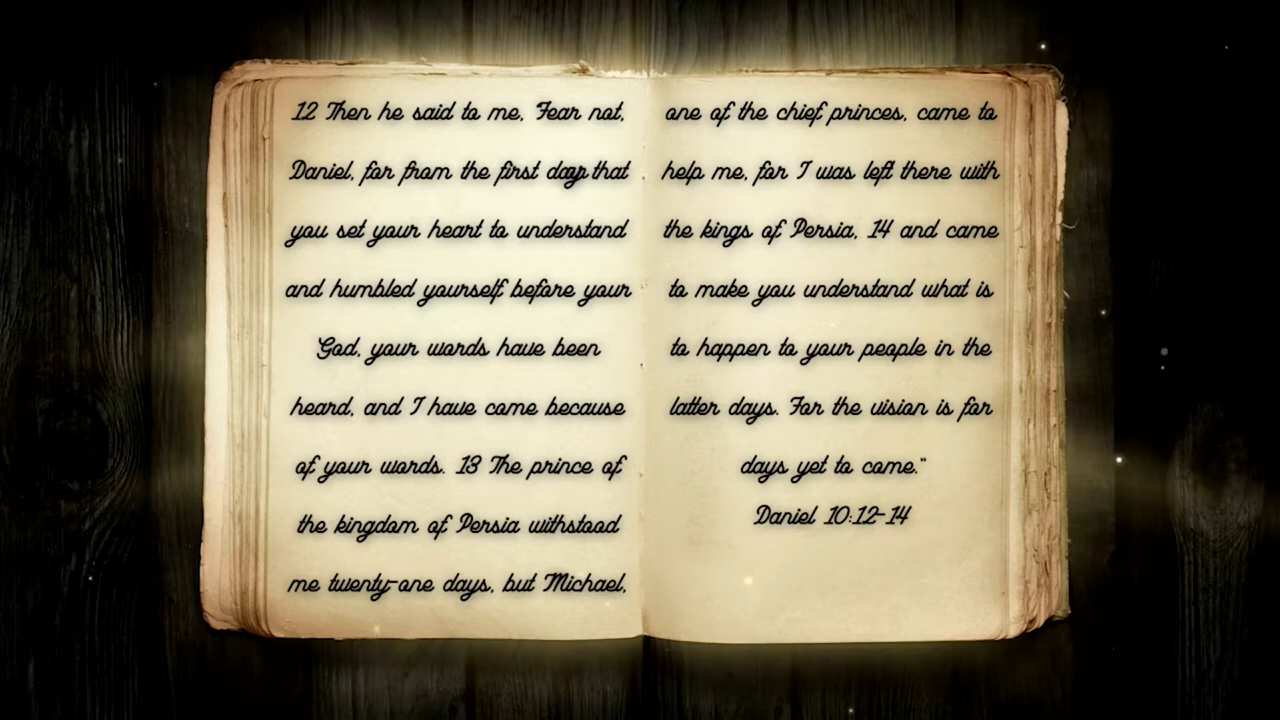 12 Then he said to me, Fear not,
Daniel, for from the first day that
you set your heart to understand
and humbled yourself before your
God, your words have been
heard, and I have come because
of your words. 13 The prince of
the kingdom of Persia withstood
me twenty-one days, but Michael,
one of the chief princes, came to
help me, for I was left there with
the kings of Persia, 14 and came
to make you understand what is
to happen to your people in the
latter days. For the vision is for
days yet to come."
Daniel 10:12-14